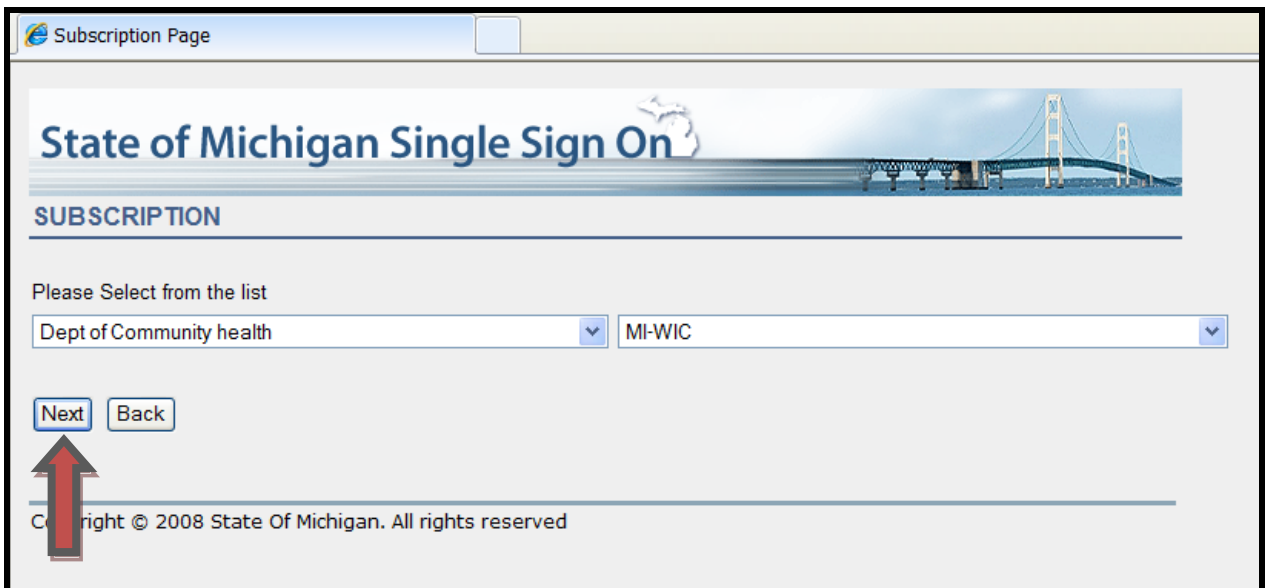 Subscription Page
State of Michigan Single Sign On
SUBSCRIPTION
Please Select from the list
Dept of Community health MI-WIC
Next Back
right © 2008 State Of Michigan. All rights reserved